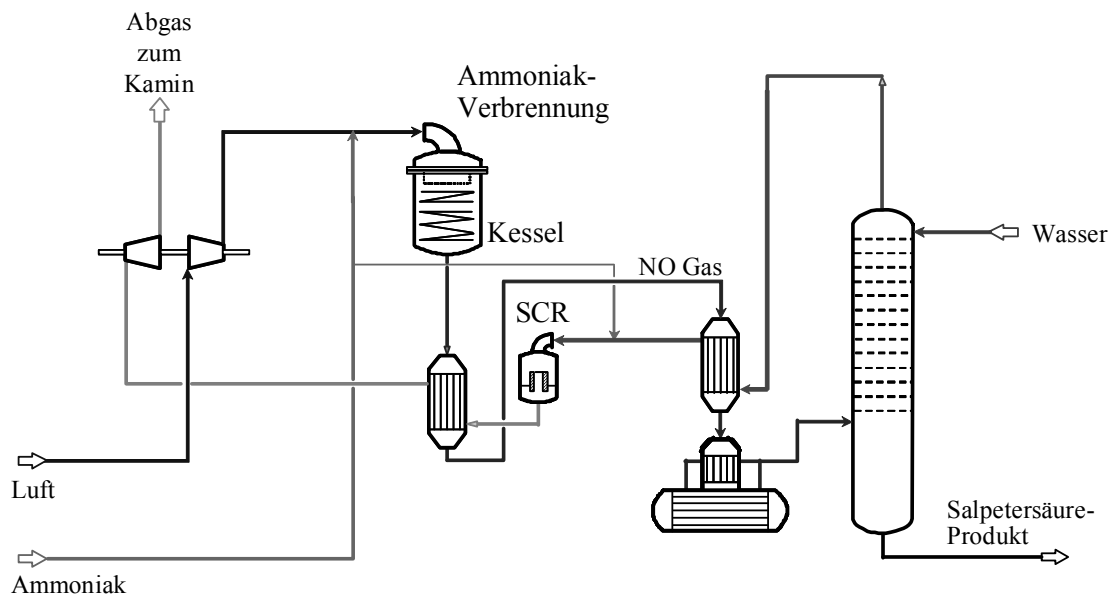 Abgas
zum
Kamin
Ammoniak-
Verbrennung
Kessel
Wasser
NO Gas
SCR
Luft
Salpetersäure-
Produkt
Ammoniak